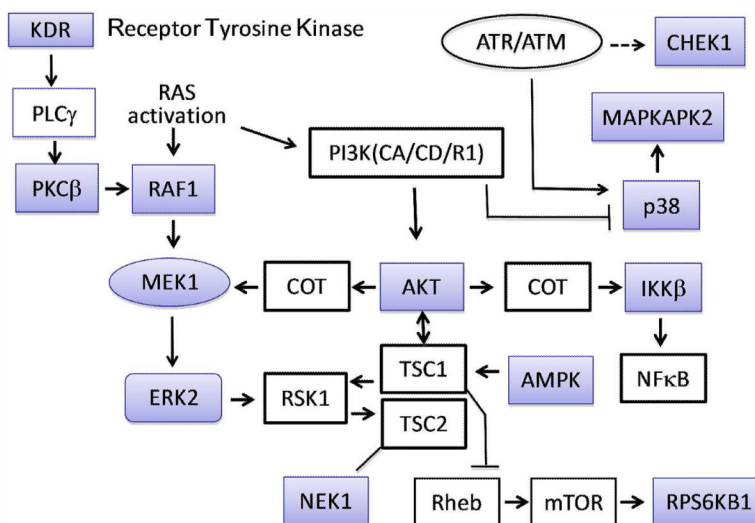 KDR
Receptor Tyrosine Kinase
ATR/ATM
CHEK1
PLCγ
RAS
activation
MAPKAPK2
PI3K(CA/CD/R1)
PKCβ
RAF1
p38
MEK1
COT
AKT
COT
IKKβ
TSC1
AMPK
NFκB
ERK2
RSK1
TSC2
NEK1
Rheb
mTOR
RPS6KB1